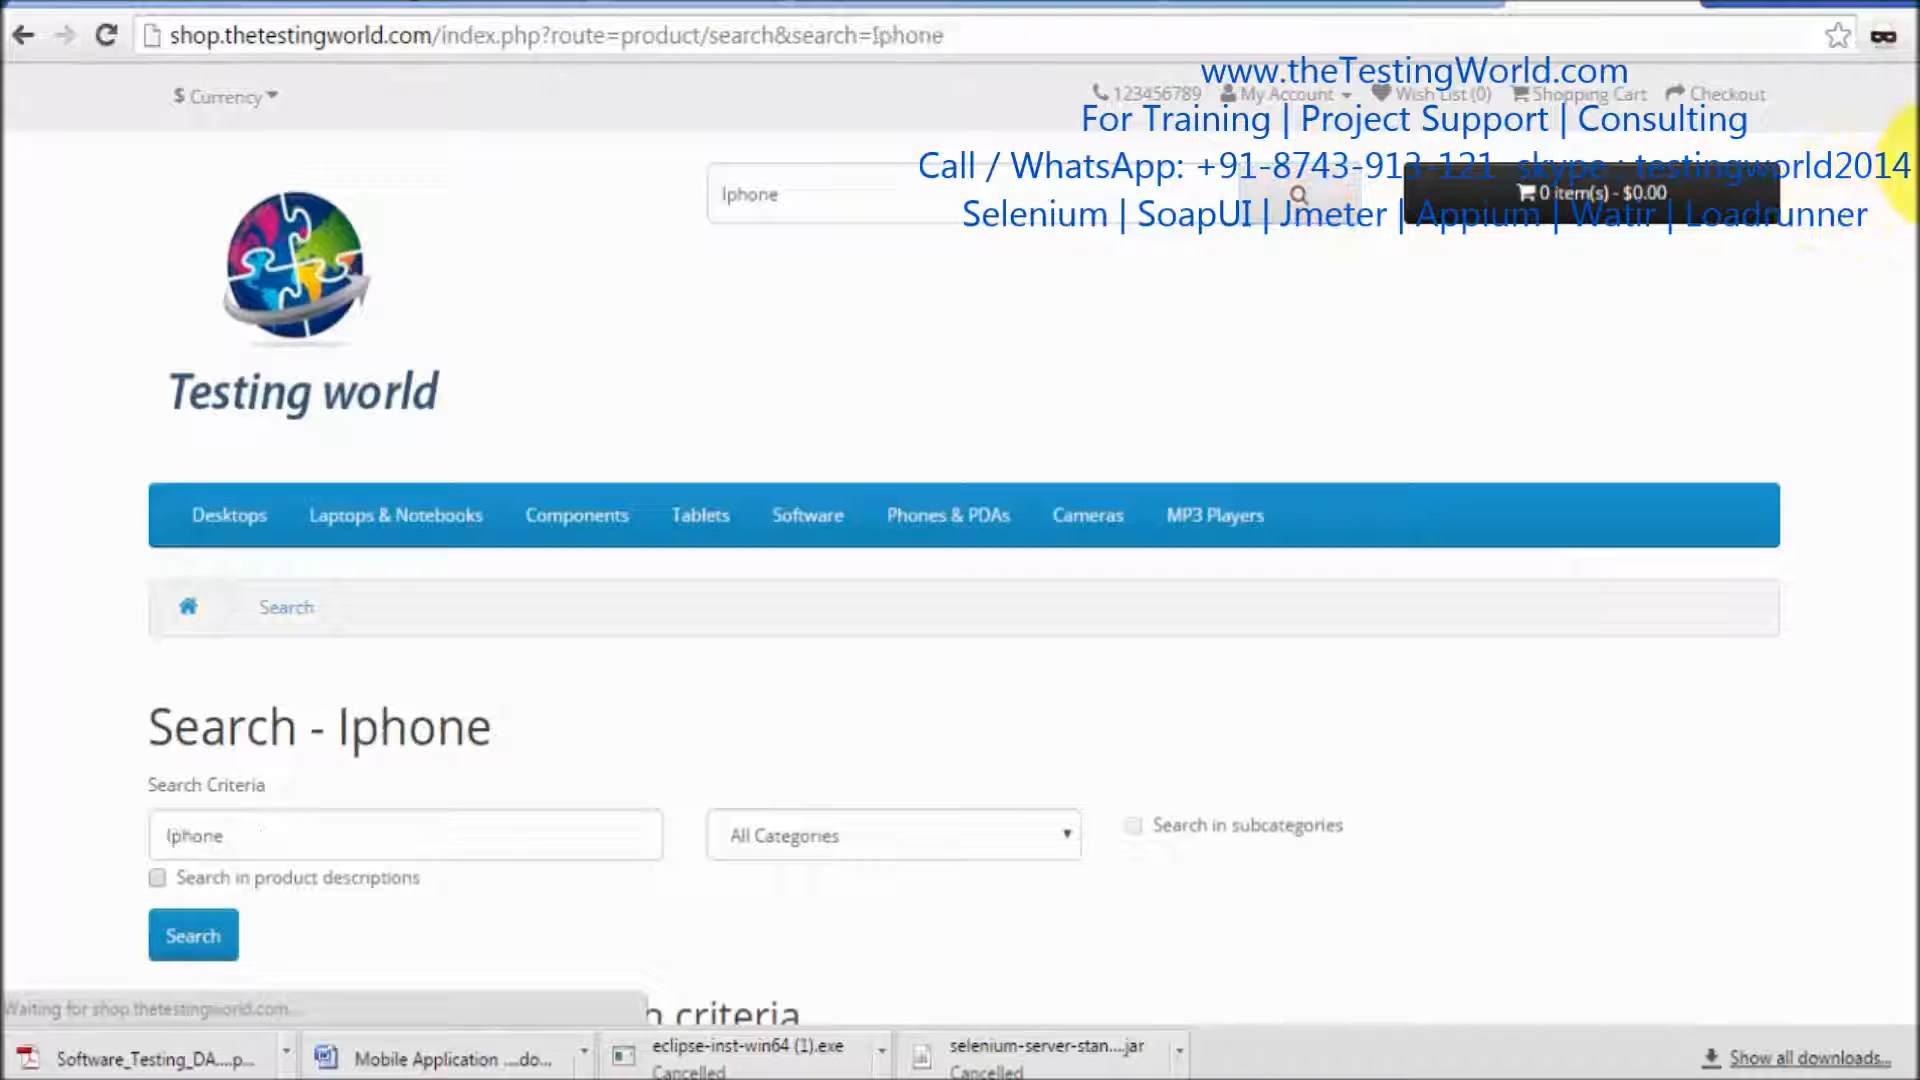 shop.thetestingworld.com/index.php?route=product/search&search=Iphone
www.theTestingWorld.com
$ Currency
123456789 My Account Wish List (0) Shopping Cart Checkout
For Training | Project Support | Consulting
Call / WhatsApp: +91-8743-913-121 skype : testingworld2014
Iphone
0 item(s) - $0.00
Selenium | SoapUI | Jmeter | Appium | Watir | Loadrunner
Testing world
Desktops Laptops & Notebooks Components Tablets Software Phones & PDAs Cameras MP3 Players
Search
Search - Iphone
Search Criteria
Iphone
All Categories
Search in subcategories
Search in product descriptions
Search
Waiting for shop.thetestingworld.com...
criteria
Software_Testing_DA....p...
Mobile Application ....do...
eclipse-inst-win64 (1).exe
Cancelled
selenium-server-stan....jar
Cancelled
Show all downloads...